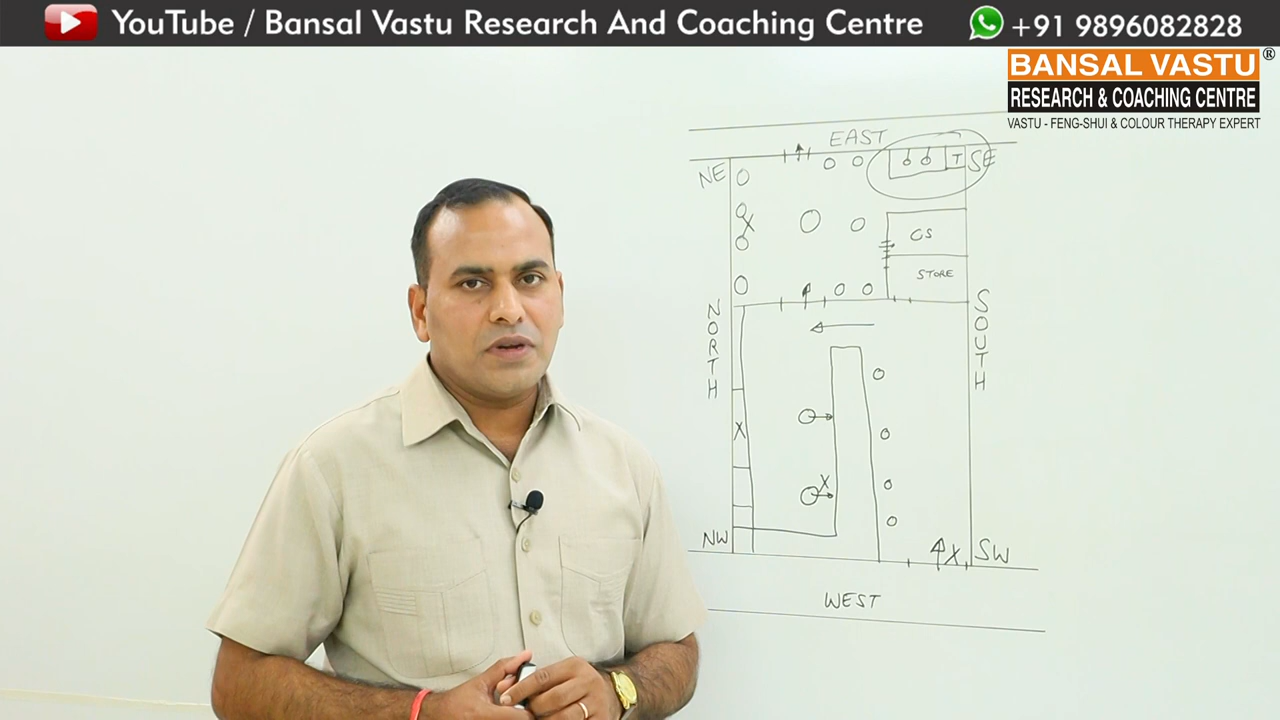 YouTube / Bansal Vastu Research And Coaching Centre
+91 9896082828
BANSAL VASTU®
RESEARCH & COACHING CENTRE
VASTU - FENG-SHUI & COLOUR THERAPY EXPERT
EAST
NE
T
SE
X
STORE
NORTH
SOUTH
X
X
NW
X
SW
WEST